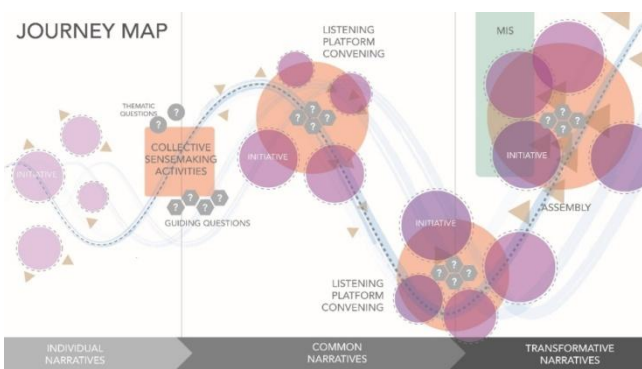 JOURNEY MAP
INITIATIVE
THEMATIC
QUESTIONS
? ?
COLLECTIVE
SENSEMAKING
ACTIVITIES
? ? ? ?
GUIDING QUESTIONS
LISTENING
PLATFORM
CONVENING
? ? ? ?
INITIATIVE
LISTENING
PLATFORM
CONVENING
INITIATIVE
? ? ? ?
MIS
? ? ? ?
INITIATIVE
ASSEMBLY
INDIVIDUAL
NARRATIVES
COMMON
NARRATIVES
TRANSFORMATIVE
NARRATIVES